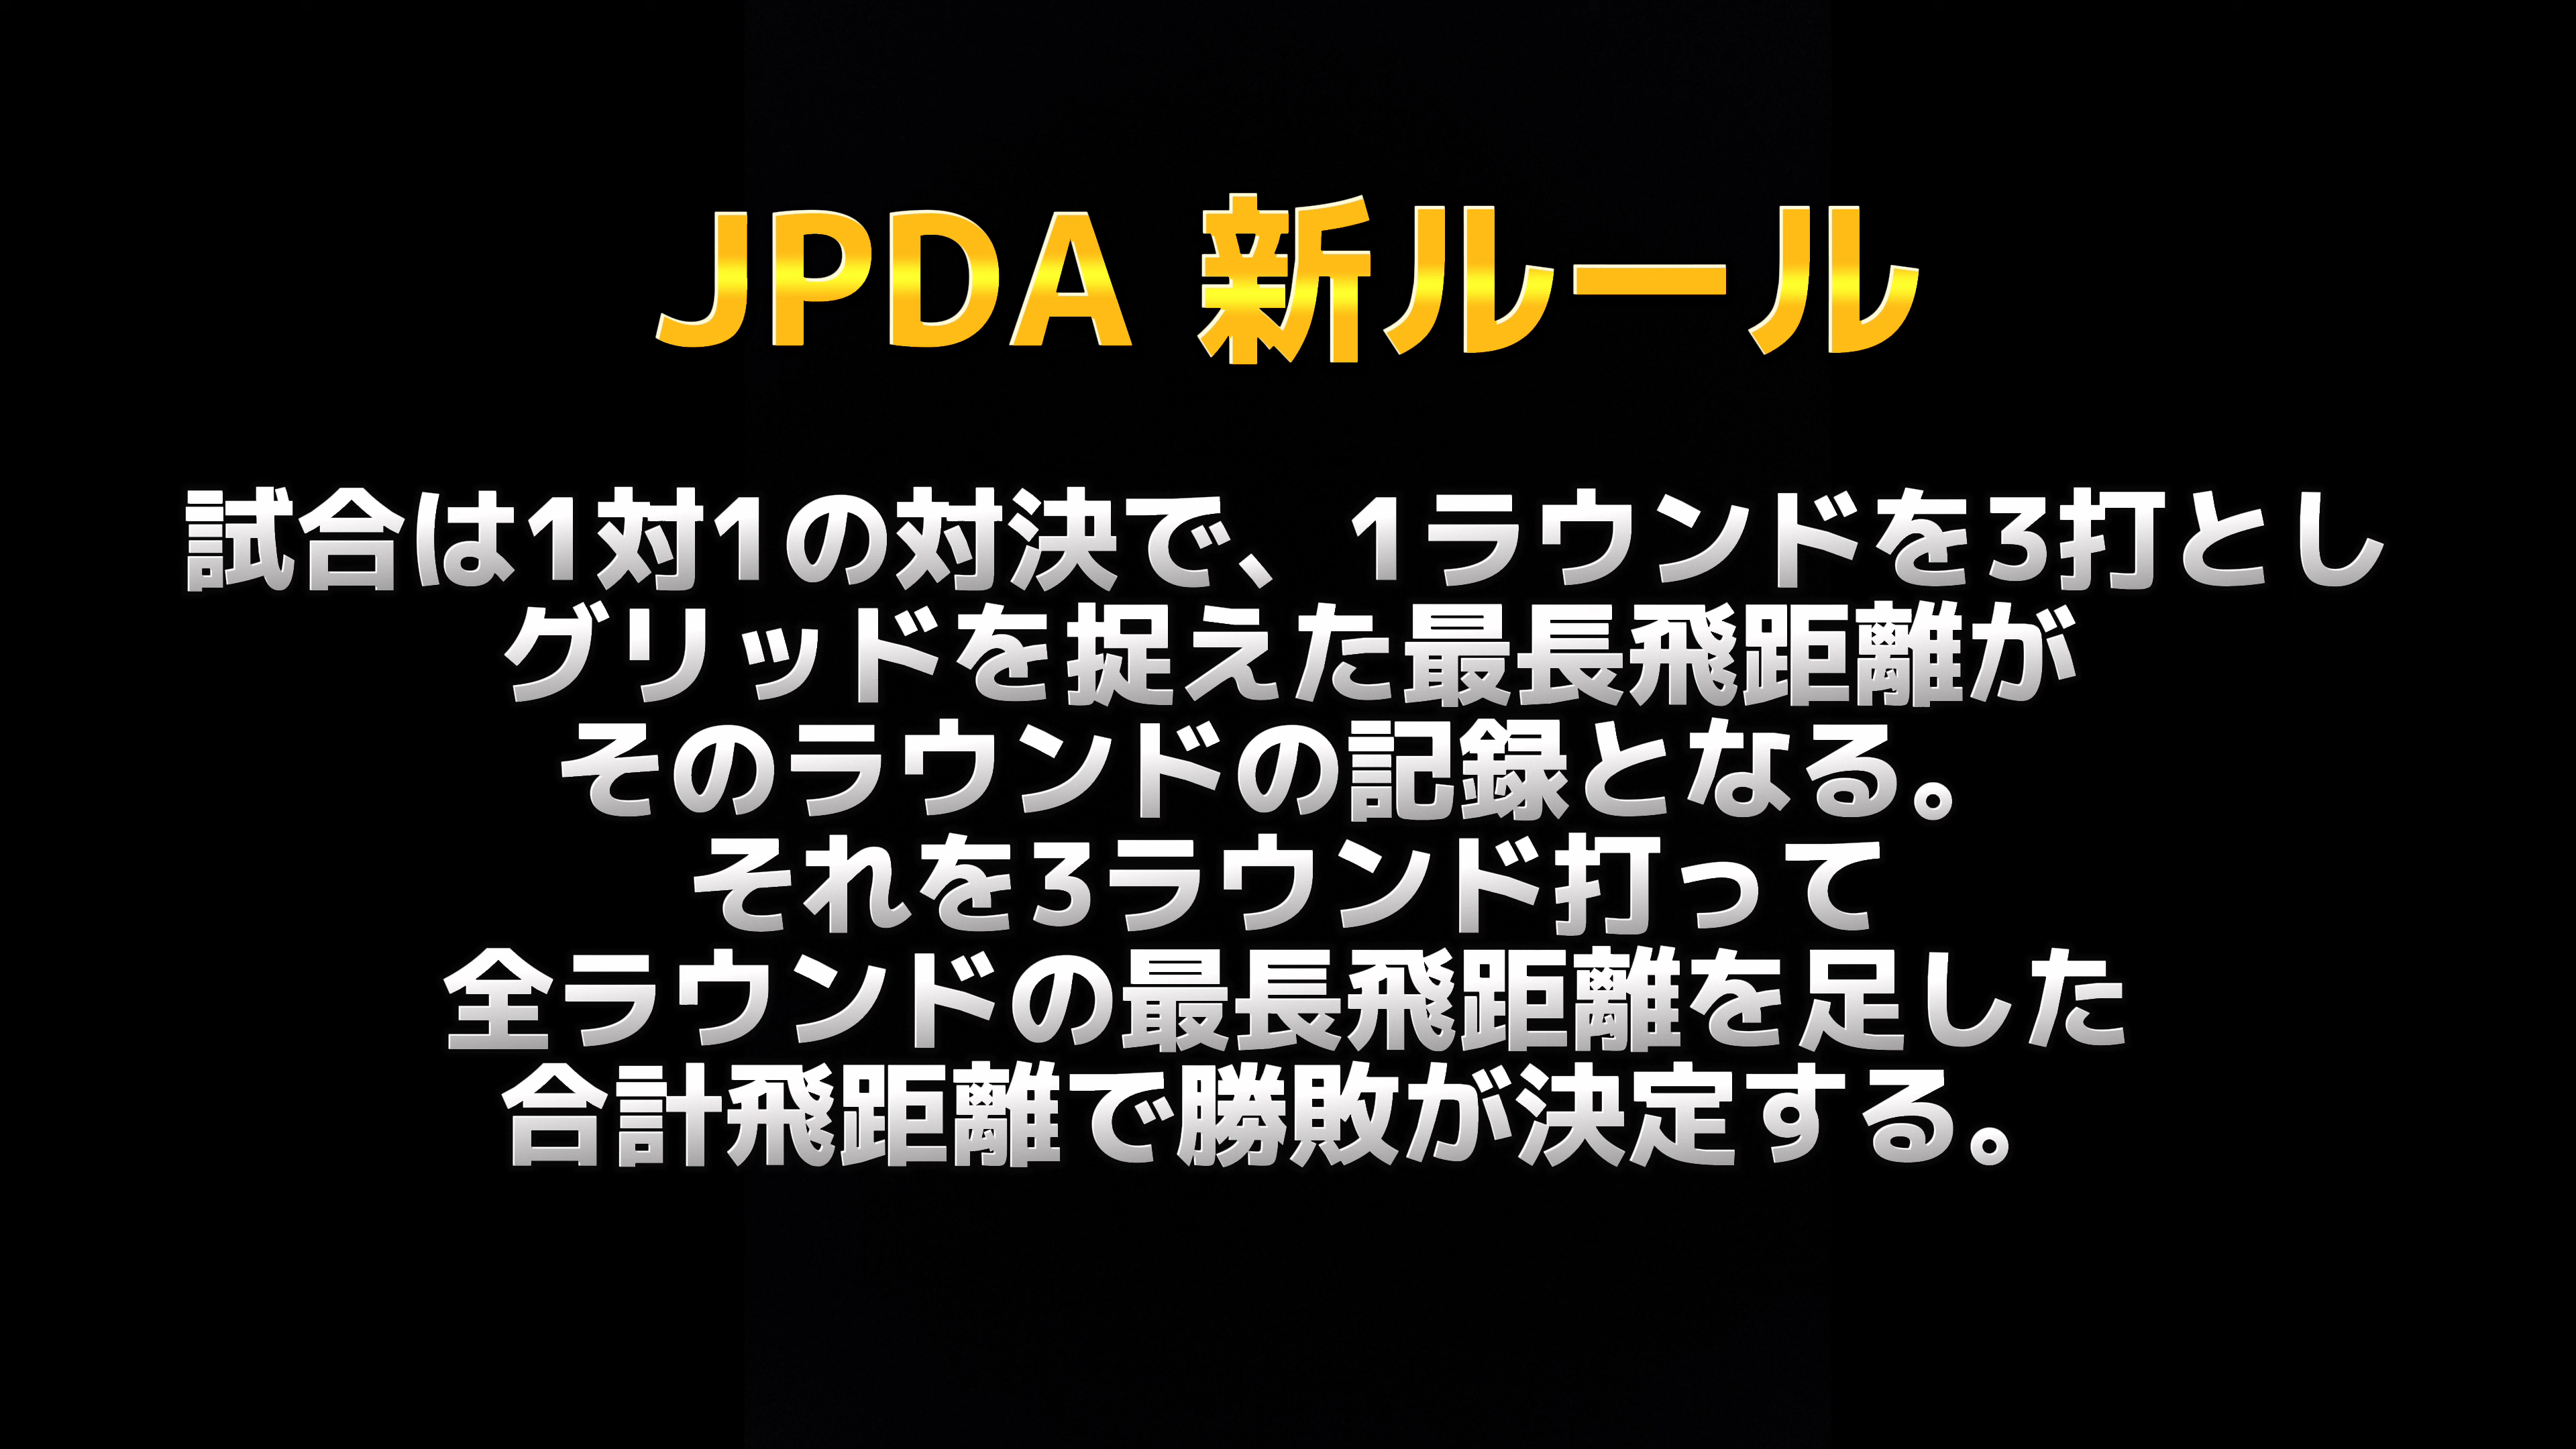 JPDA 新ルール
試合は1対1の対決で、1ラウンドを3打とし
グリッドを捉えた最長飛距離が
そのラウンドの記録となる。
それを3ラウンド打って
全ラウンドの最長飛距離を足した
合計飛距離で勝敗が決定する。